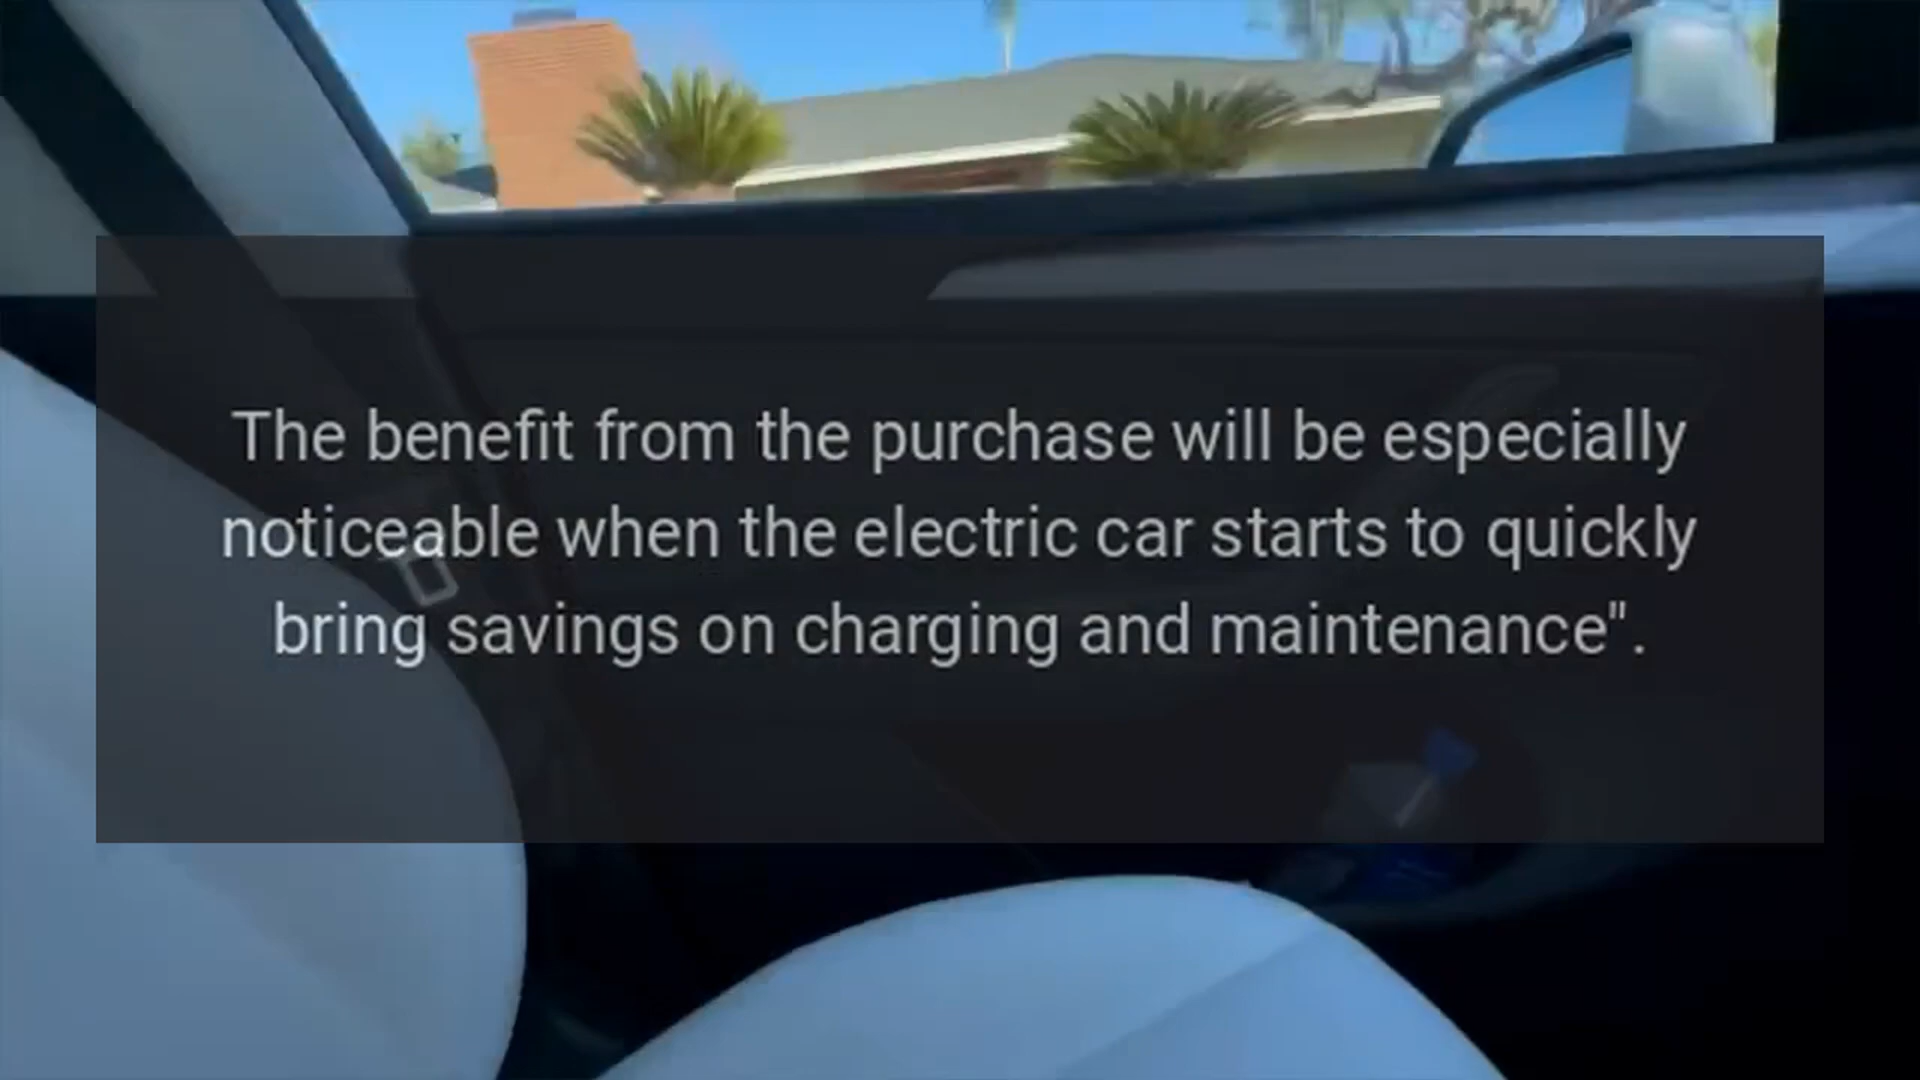 The benefit from the purchase will be especially
noticeable when the electric car starts to quickly
bring savings on charging and maintenance".